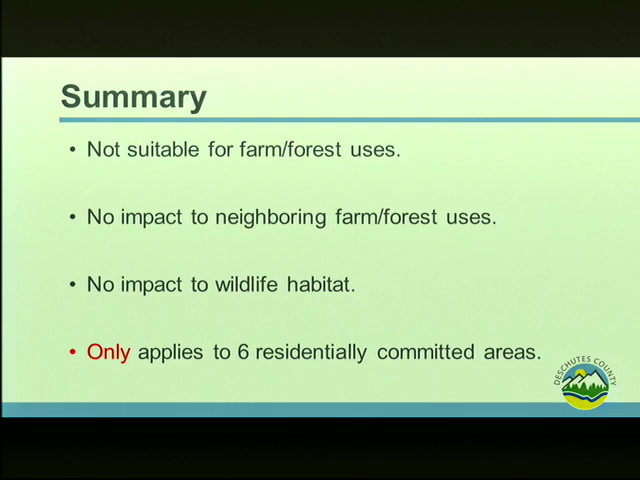 Summary
• Not suitable for farm/forest uses.
• No impact to neighboring farm/forest uses.
• No impact to wildlife habitat.
• Only applies to 6 residentially committed areas.
DESCHUTES COUNTY